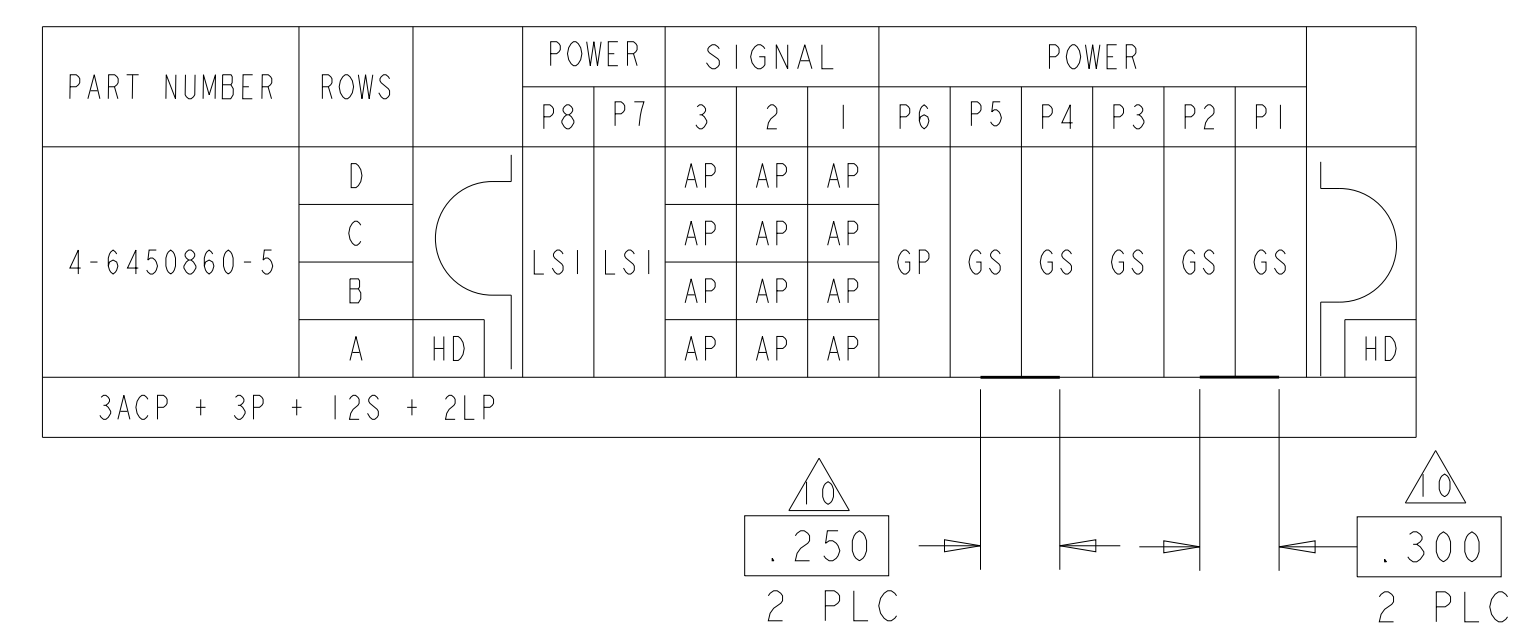 PART NUMBER ROWS POWER SIGNAL POWER
P8 P7 3 2 1 P6 P5 P4 P3 P2 P1
D AP AP AP
C AP AP AP
4-6450860-5 LSI LSI GP GS GS GS GS GS
B AP AP AP
A HD AP AP AP HD
3ACP + 3P + 12S + 2LP
10 10
.250 .300
2 PLC 2 PLC